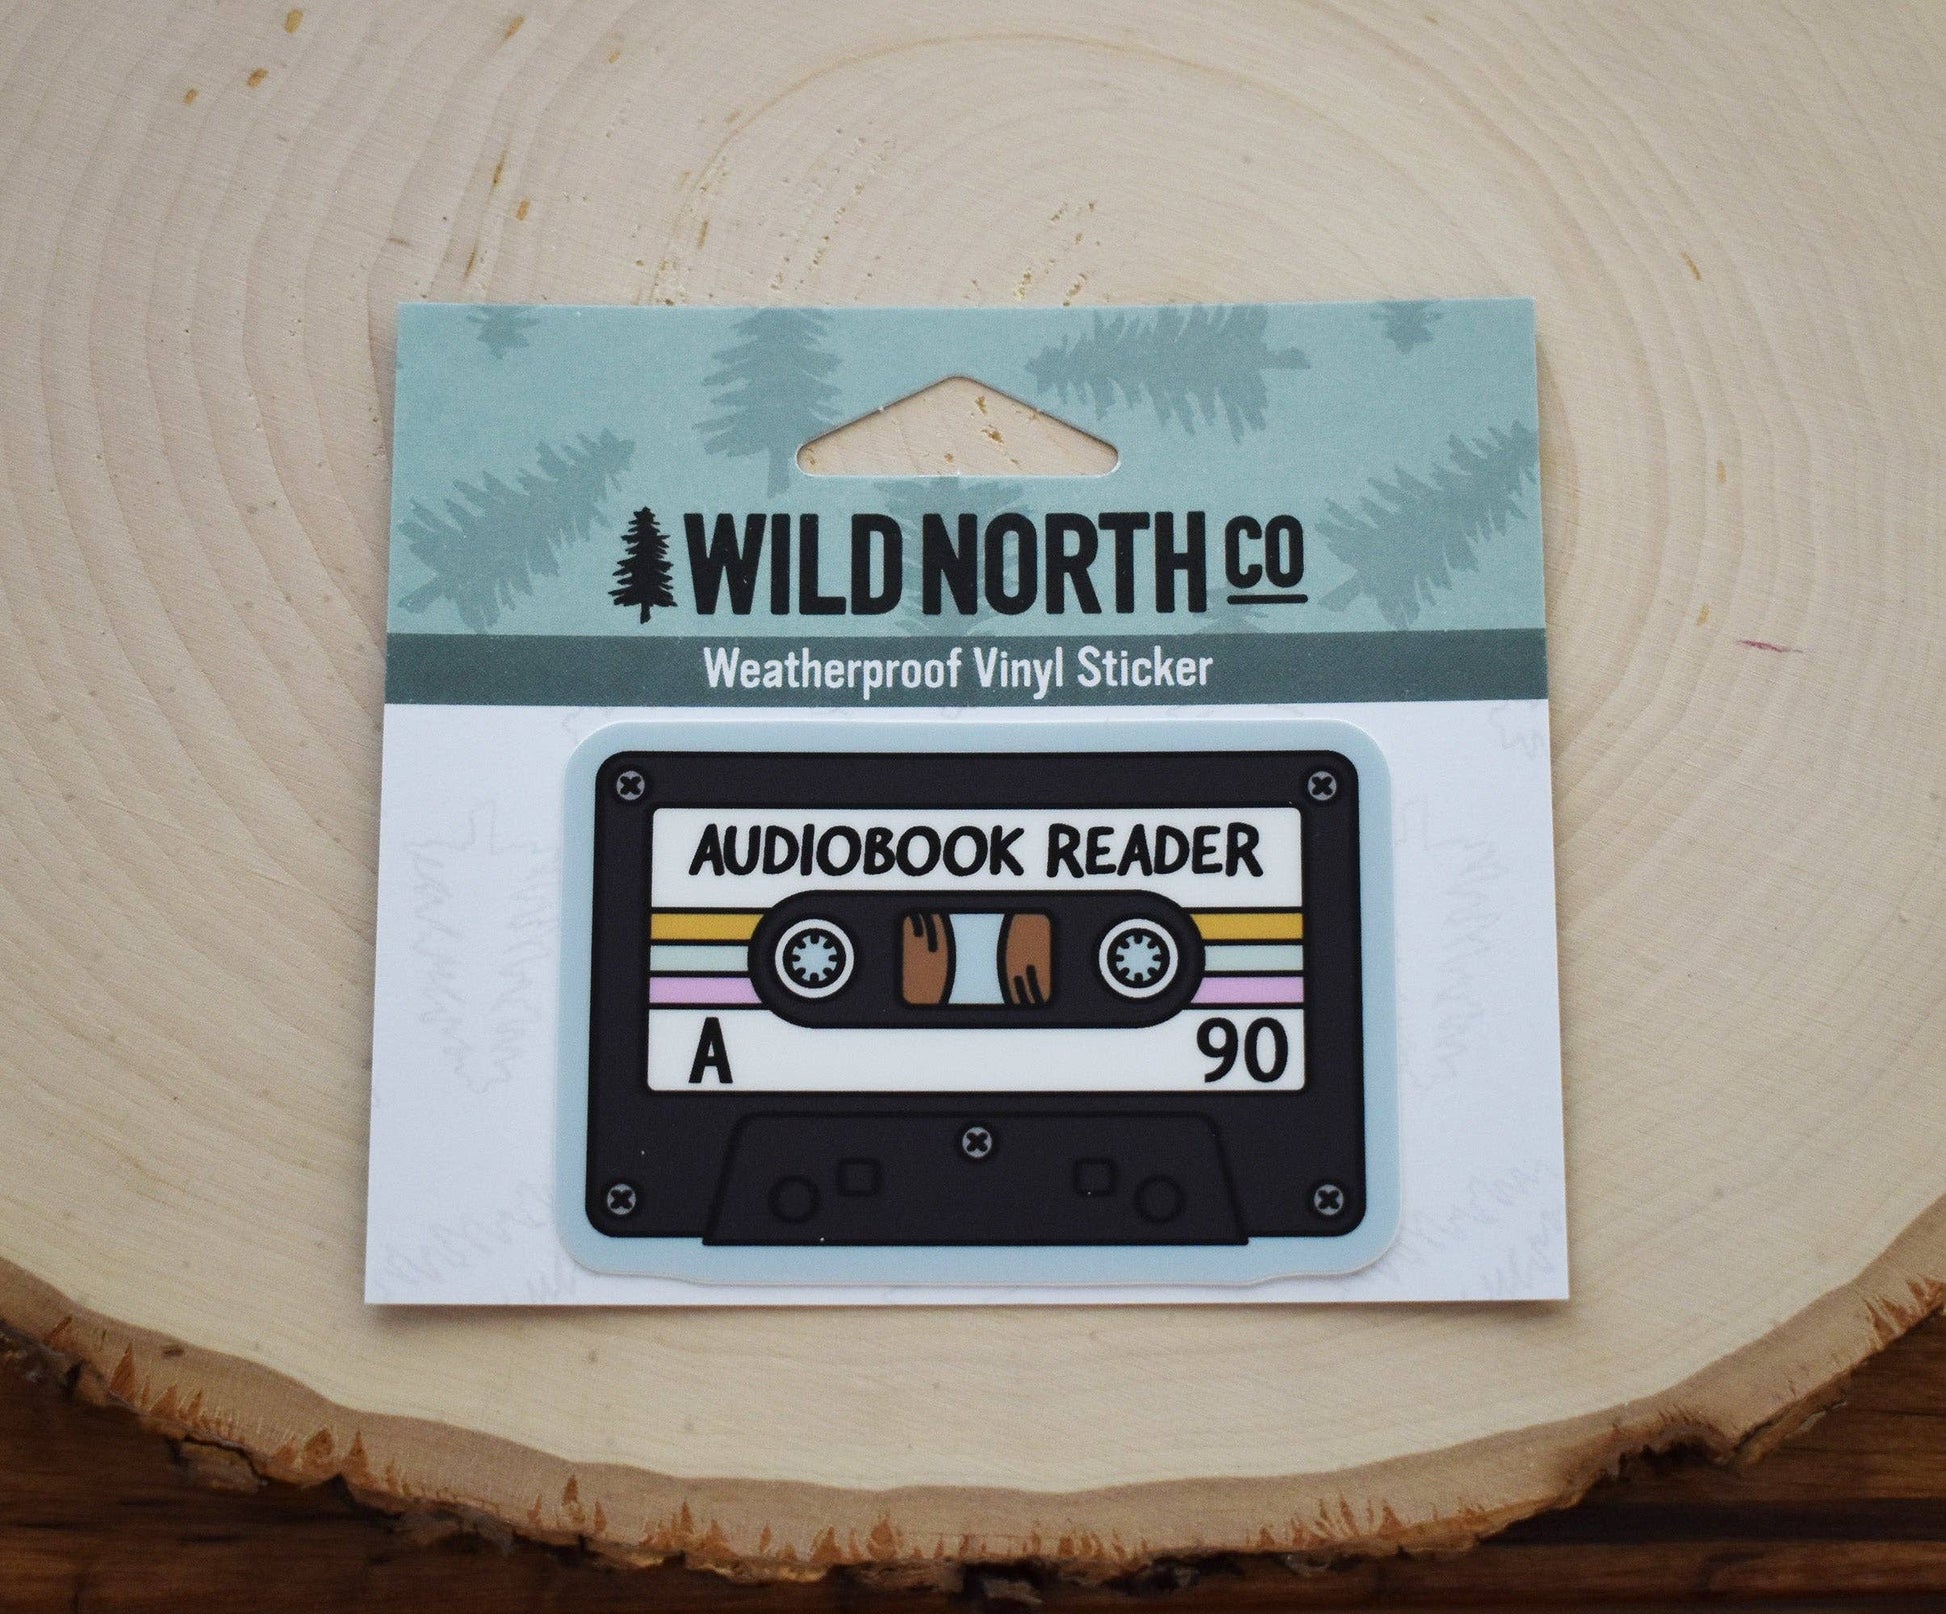 WILD NORTH CO
Weatherproof Vinyl Sticker
AUDIOBOOK READER
A 90